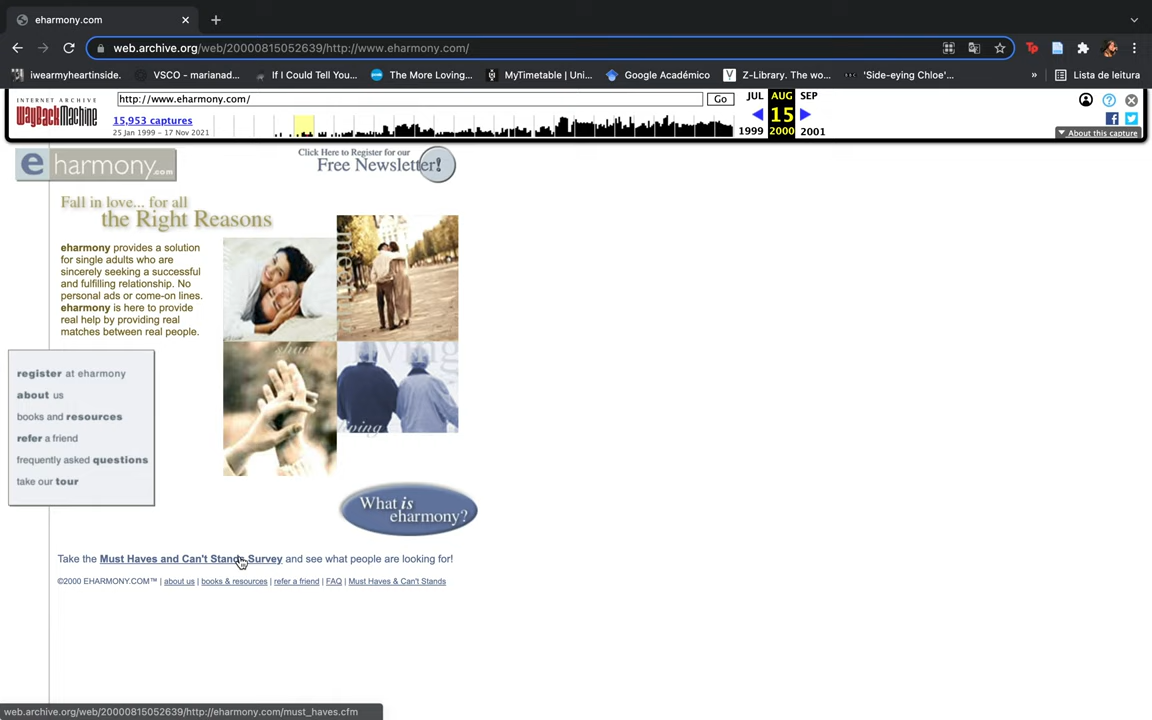 eharmony.com
web.archive.org/web/20000815052639/http://www.eharmony.com/
iwearmyheartinside.
VSCO — marianad...
If I Could Tell You...
The More Loving...
MyTimetable | Uni...
Google Académico
Z-Library. The wo...
'Side-eying Chloe'...
»
Lista de leitura
INTERNET ARCHIVE
WayBackMachine
http://www.eharmony.com/
Go
JUL AUG SEP
15
1999 2000 2001
15,953 captures
25 Jan 1999 - 17 Nov 2021
▼ About this capture
eharmony.com
Click Here to Register for our
Free Newsletter!
Fall in love... for all
the Right Reasons
eharmony provides a solution
for single adults who are
sincerely seeking a successful
and fulfilling relationship. No
personal ads or come-on lines.
eharmony is here to provide
real help by providing real
matches between real people.
sharing
living
living
register at eharmony
about us
books and resources
refer a friend
frequently asked questions
take our tour
What is
eharmony?
Take the Must Haves and Can't Stands Survey and see what people are looking for!
©2000 EHARMONY.COM™ | about us | books & resources | refer a friend | FAQ | Must Haves & Can't Stands
web.archive.org/web/20000815052639/http://eharmony.com/must_haves.cfm